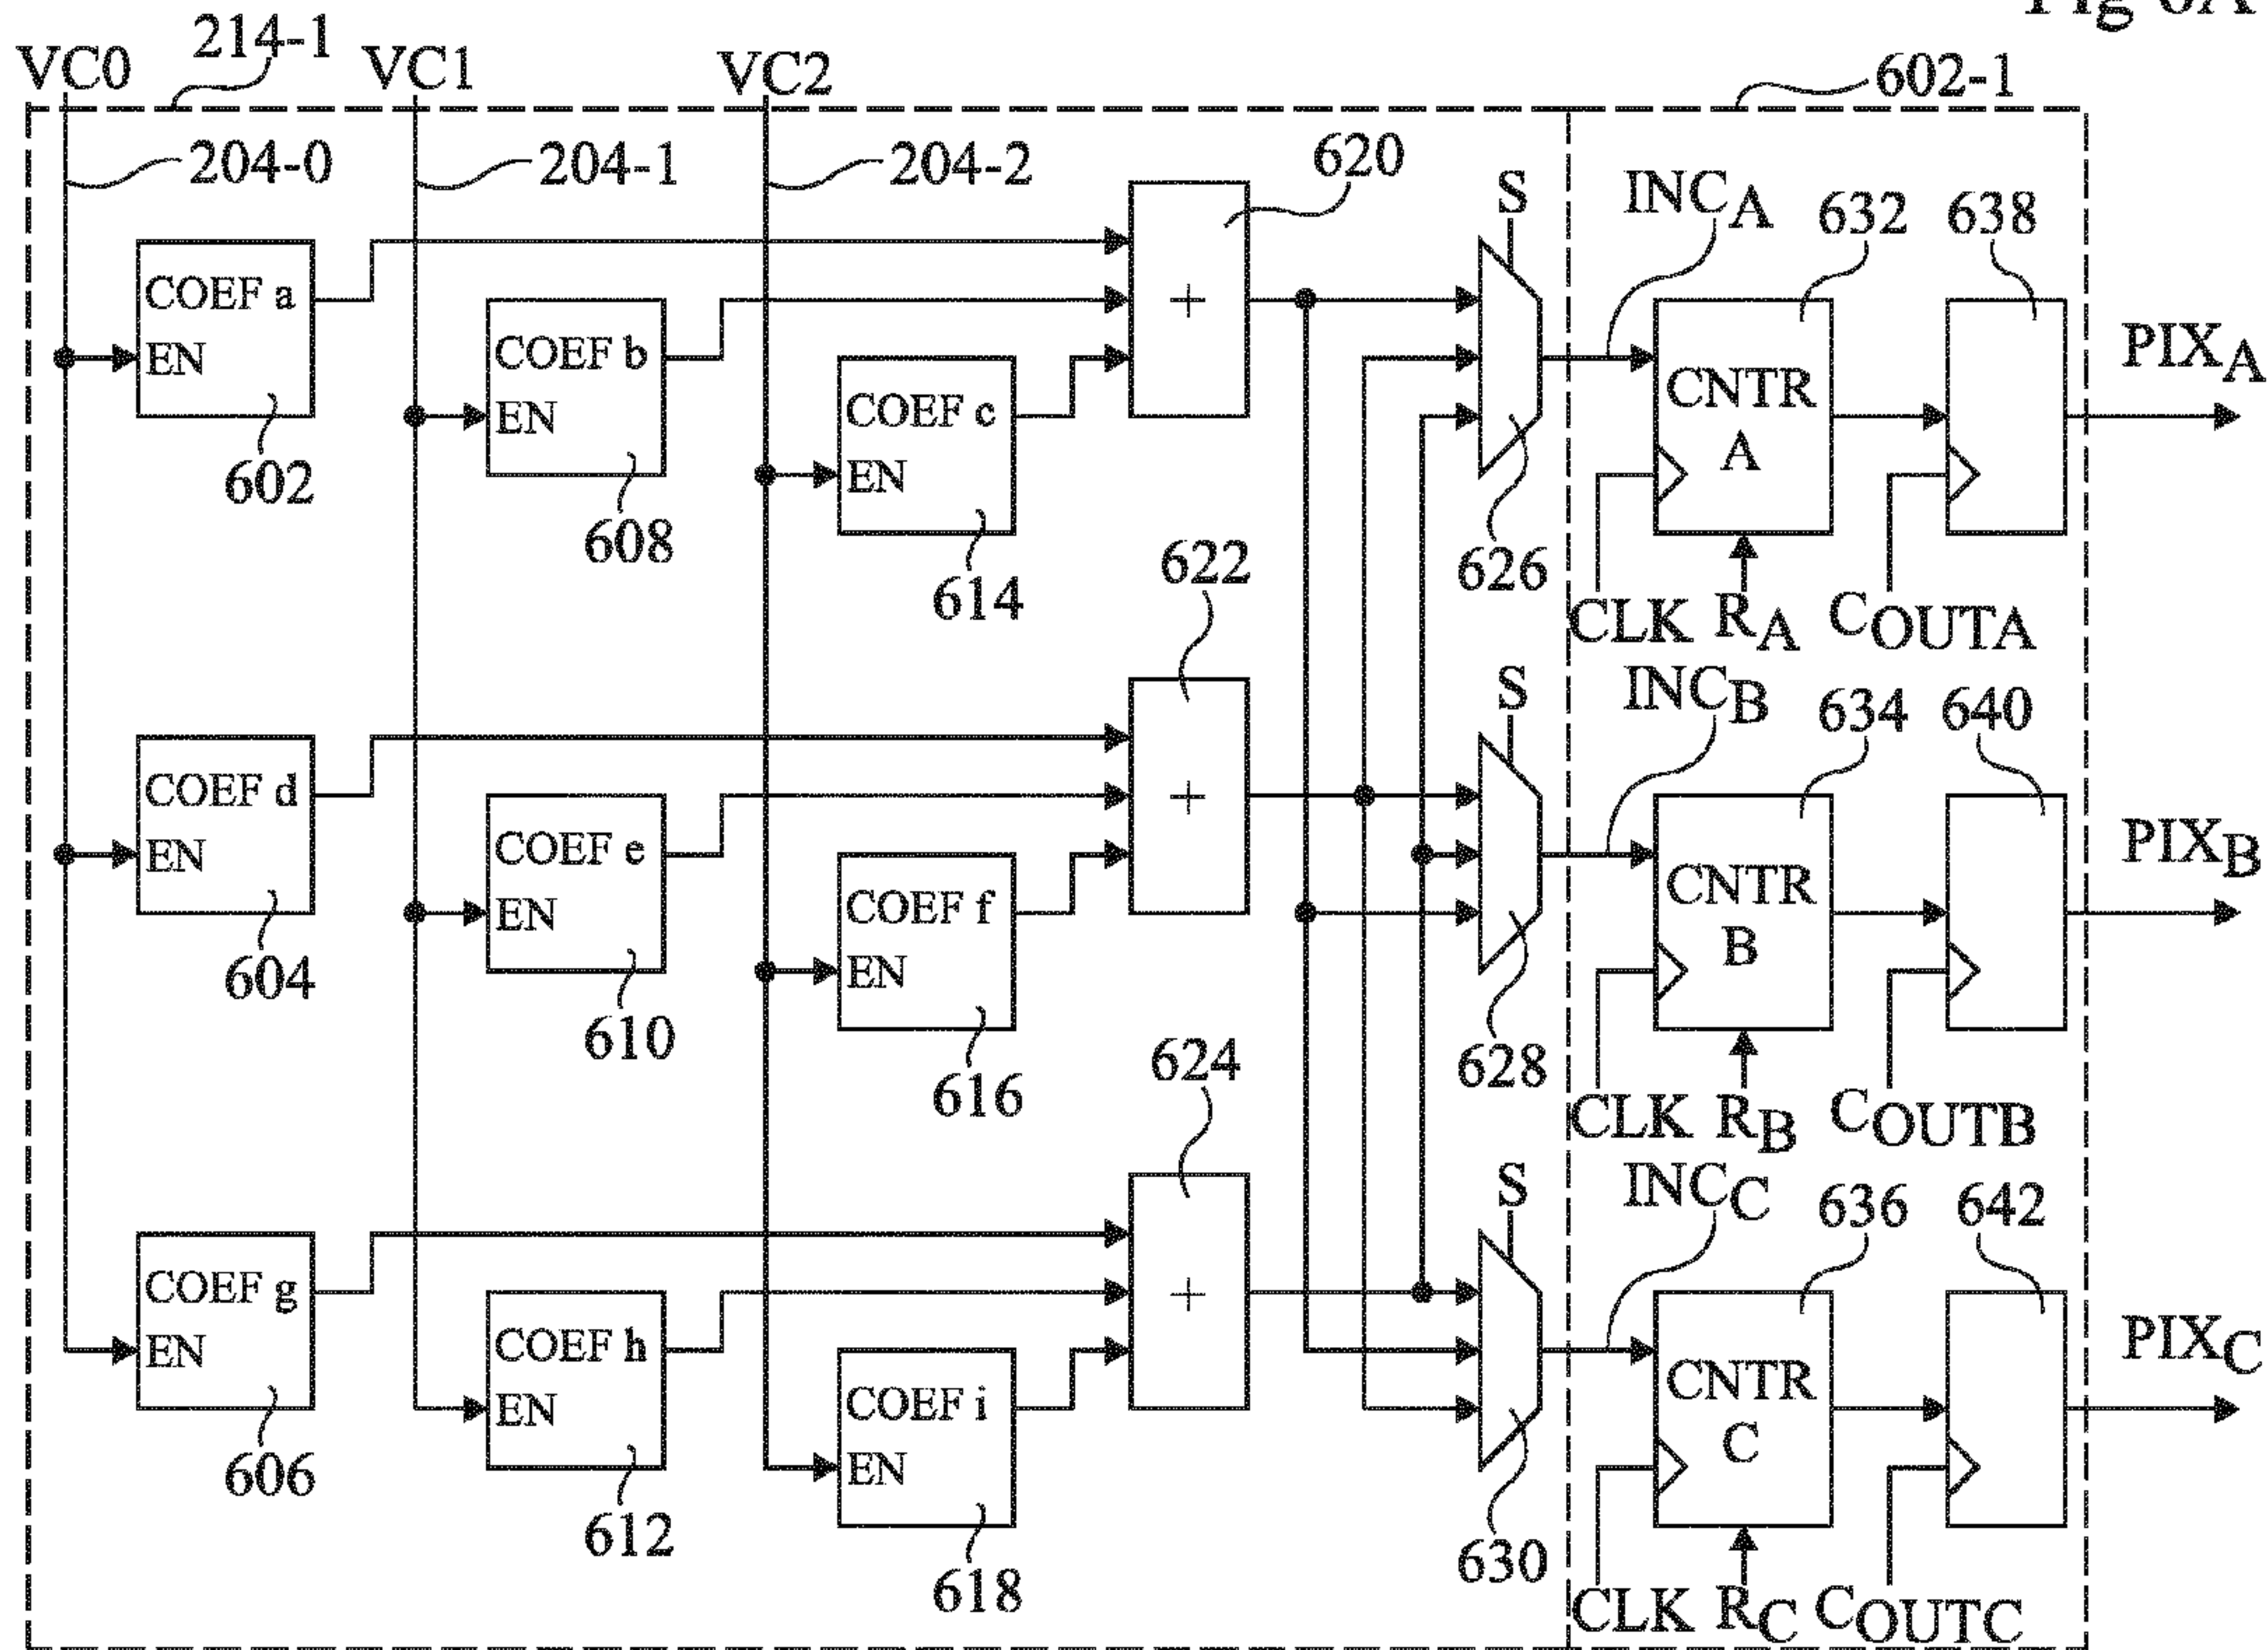 Fig 6A
214-1
VC0
VC1
VC2
602-1
204-0
204-1
204-2
620
S
INCA
632
638
COEF a
EN
602
COEF b
EN
608
COEF c
EN
614
+
626
CNTR
A
PIXA
CLK
RA
COUTA
622
S
INCB
634
640
COEF d
EN
604
COEF e
EN
610
COEF f
EN
616
+
628
CNTR
B
PIXB
CLK
RB
COUTB
624
S
INCC
636
642
COEF g
EN
606
COEF h
EN
612
COEF i
EN
618
+
630
CNTR
C
PIXC
CLK
RC
COUTC